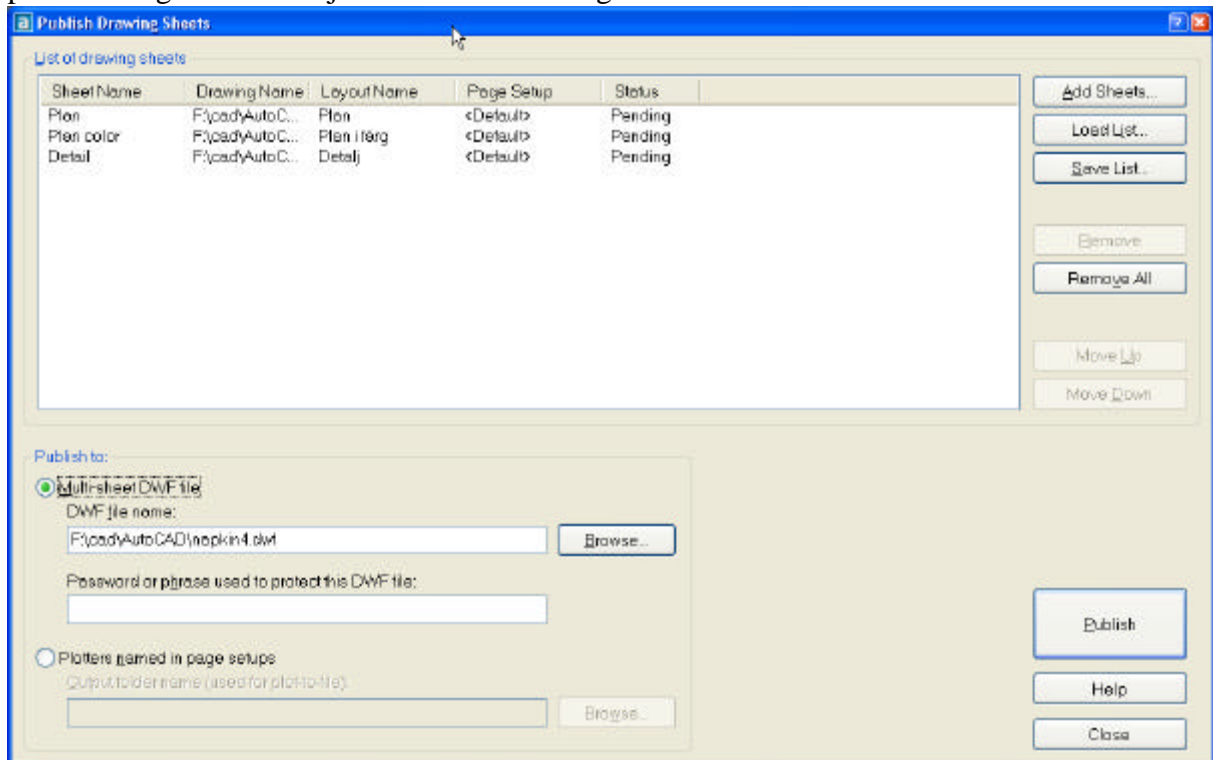 Publish Drawing Sheets
List of drawing sheets
Sheet Name Drawing Name Layout Name Page Setup Status
Plan F:\cad\AutoC... Plan <Default> Pending
Plan color F:\cad\AutoC... Plan i färg <Default> Pending
Detail F:\cad\AutoC... Detalj <Default> Pending
Add Sheets...
Load List...
Save List...
Remove
Remove All
Move Up
Move Down
Publish to:
Multi-sheet DWF file
DWF file name:
F:\cad\AutoCAD\napkin4.dwf
Browse...
Password or phrase used to protect this DWF file:
Plotters named in page setups
Output folder name (used for plot-to-file)
Browse...
Publish
Help
Close